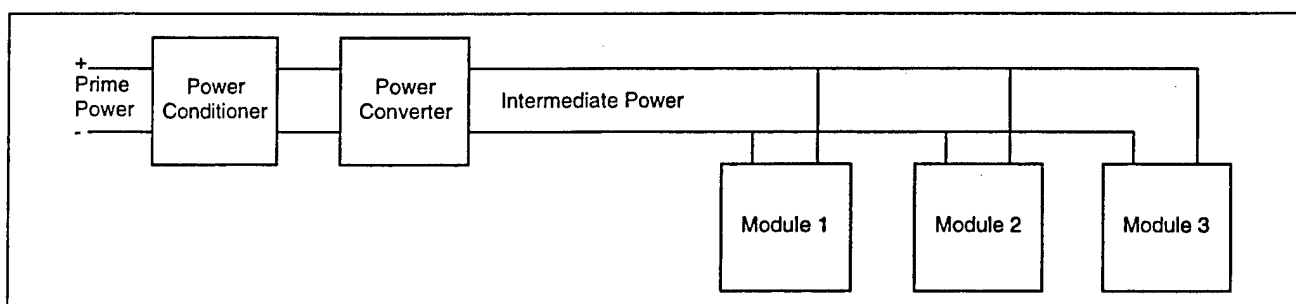 +
Prime
Power
-
Power
Conditioner
Power
Converter
Intermediate Power
Module 1
Module 2
Module 3